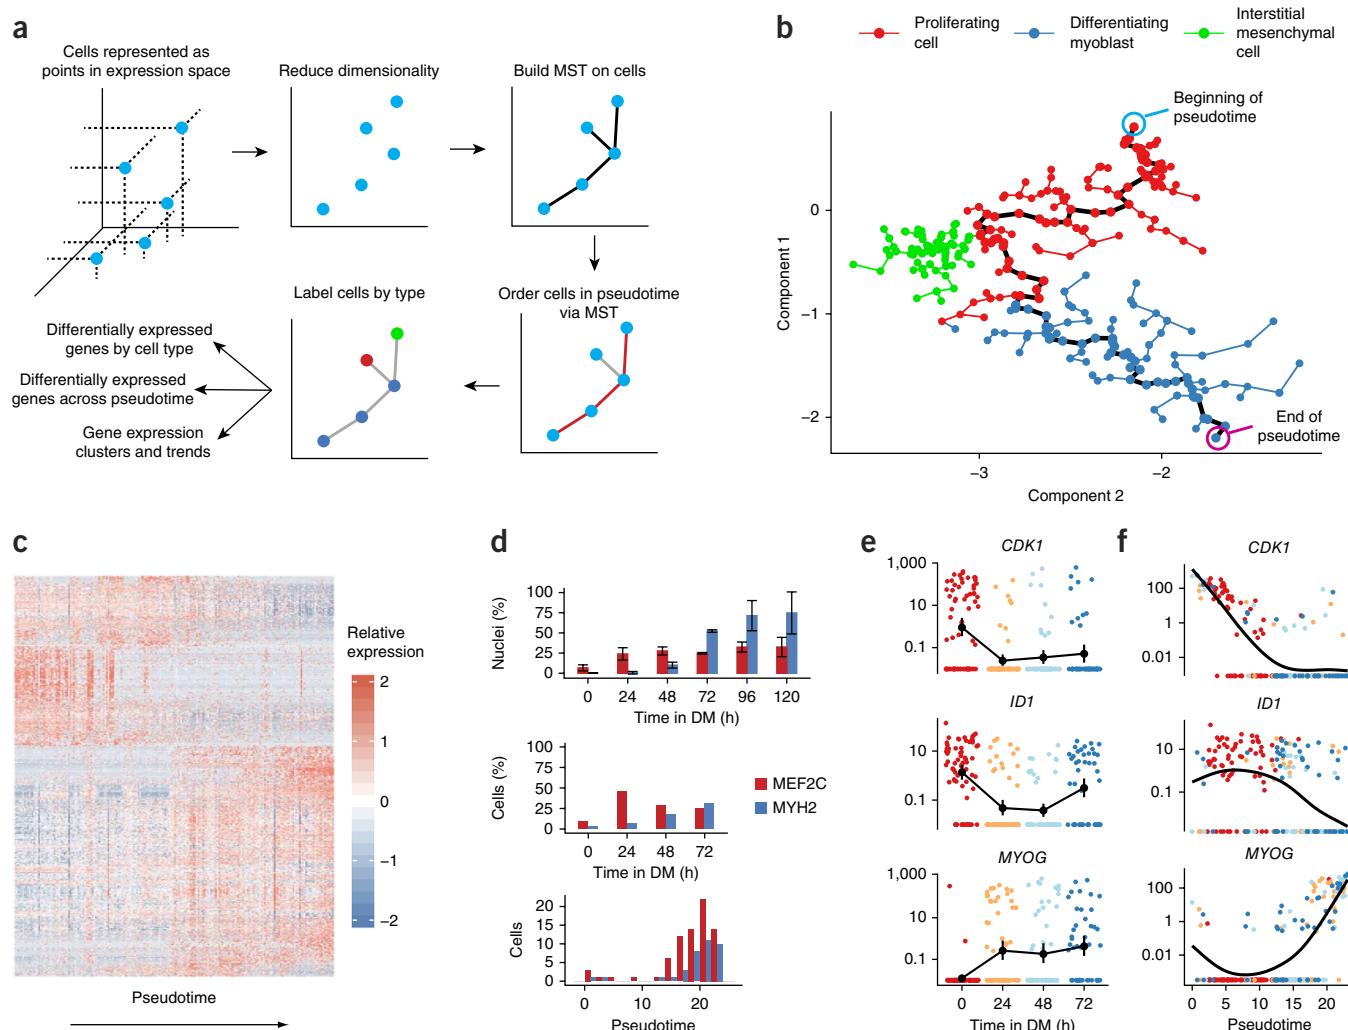 a
Cells represented as
points in expression space
Reduce dimensionality
Build MST on cells
Label cells by type
Order cells in pseudotime
via MST
Differentially expressed
genes by cell type
Differentially expressed
genes across pseudotime
Gene expression
clusters and trends
b
Proliferating
cell
Differentiating
myoblast
Interstitial
mesenchymal
cell
Beginning of
pseudotime
0
−1
−2
Component 1
End of
pseudotime
−3
−2
Component 2
c
Relative
expression
2
1
0
−1
−2
Pseudotime
d
Nuclei (%)
100
75
50
25
0
0 24 48 72 96 120
Time in DM (h)
Cells (%)
100
75
50
25
0
0 24 48 72
Time in DM (h)
MEF2C
MYH2
Cells
20
15
10
5
0
0 10 20
Pseudotime
e
CDK1
1,000
10
0.1
ID1
10
0.1
MYOG
1,000
10
0.1
0 24 48 72
Time in DM (h)
f
CDK1
100
1
0.01
ID1
10
0.1
MYOG
100
1
0.01
0 5 10 15 20
Pseudotime